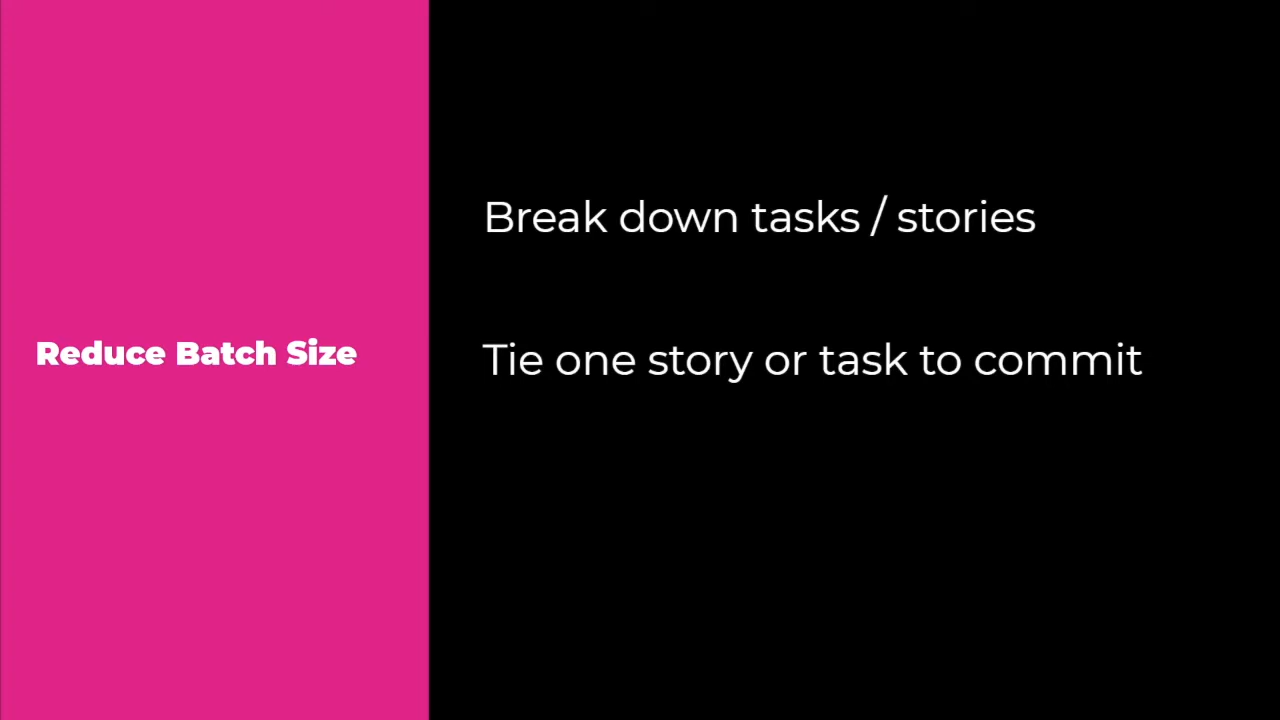 Reduce Batch Size
Break down tasks / stories
Tie one story or task to commit